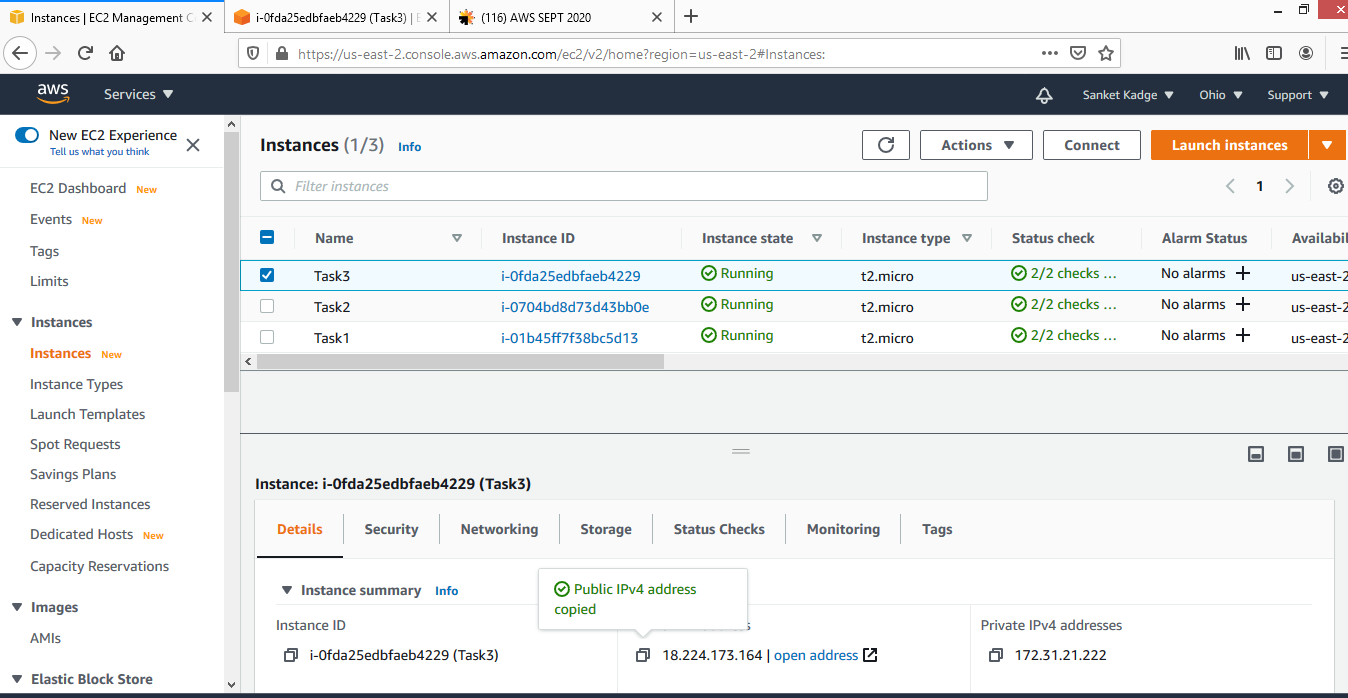 Instances | EC2 Management C
i-0fda25edbfaeb4229 (Task3) | E
(116) AWS SEPT 2020
https://us-east-2.console.aws.amazon.com/ec2/v2/home?region=us-east-2#Instances:
aws
Services
Sanket Kadge
Ohio
Support
New EC2 Experience
Tell us what you think
EC2 Dashboard New
Events New
Tags
Limits
Instances
Instances New
Instance Types
Launch Templates
Spot Requests
Savings Plans
Reserved Instances
Dedicated Hosts New
Capacity Reservations
Images
AMIs
Elastic Block Store
Instances (1/3) Info
Actions
Connect
Launch instances
Filter instances
1
Name Instance ID Instance state Instance type Status check Alarm Status Availabil
Task3 i-0fda25edbfaeb4229 Running t2.micro 2/2 checks ... No alarms + us-east-2
Task2 i-0704bd8d73d43bb0e Running t2.micro 2/2 checks ... No alarms + us-east-2
Task1 i-01b45ff7f38bc5d13 Running t2.micro 2/2 checks ... No alarms + us-east-2
Instance: i-0fda25edbfaeb4229 (Task3)
Details Security Networking Storage Status Checks Monitoring Tags
Instance summary Info
Public IPv4 address
copied
Instance ID
i-0fda25edbfaeb4229 (Task3)
18.224.173.164 | open address
Private IPv4 addresses
172.31.21.222